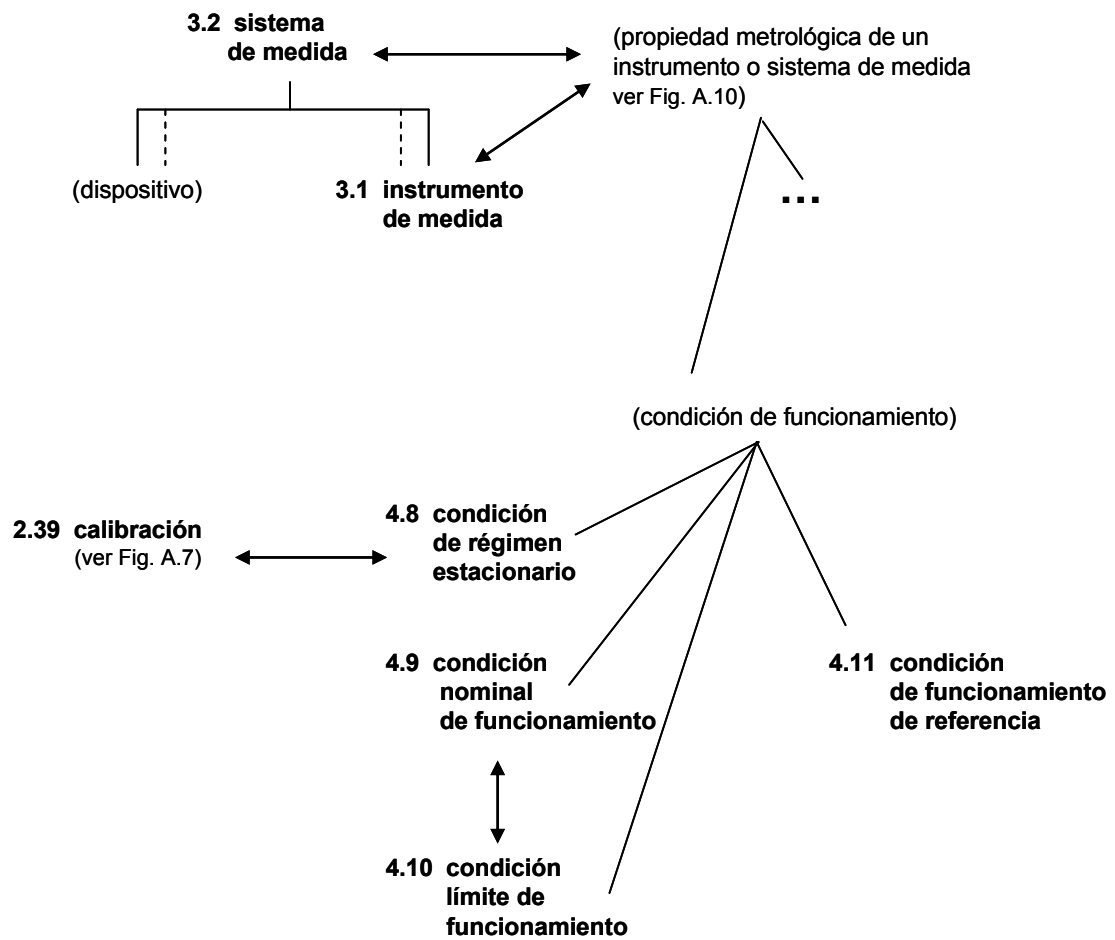 3.2 sistema
de medida
(propiedad metrológica de un
instrumento o sistema de medida
ver Fig. A.10)
(dispositivo)
3.1 instrumento
de medida
...
(condición de funcionamiento)
2.39 calibración
(ver Fig. A.7)
4.8 condición
de régimen
estacionario
4.9 condición
nominal
de funcionamiento
4.11 condición
de funcionamiento
de referencia
4.10 condición
límite de
funcionamiento